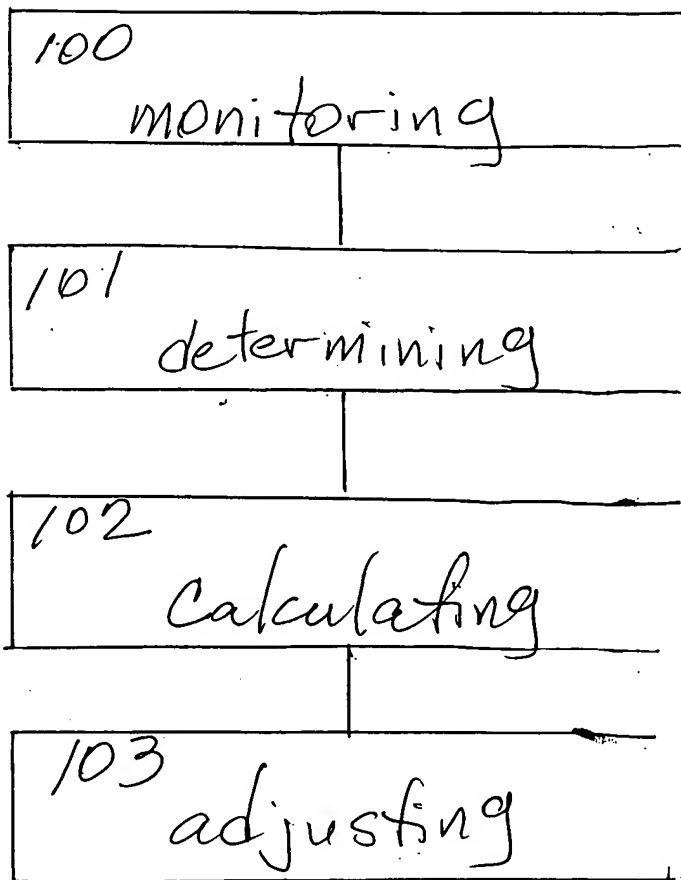 100
monitoring
101
determining
102
calculating
103
adjusting